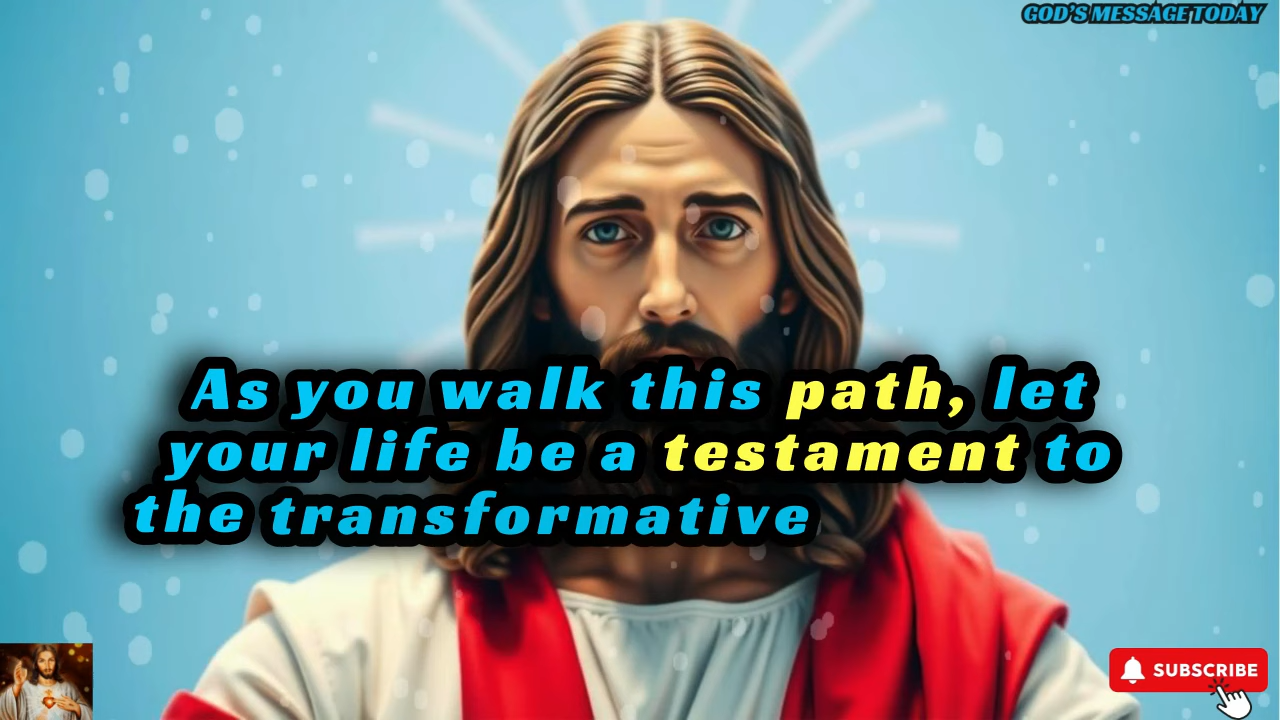 GOD'S MESSAGE TODAY
As you walk this path, let
your life be a testament to
the transformative
SUBSCRIBE